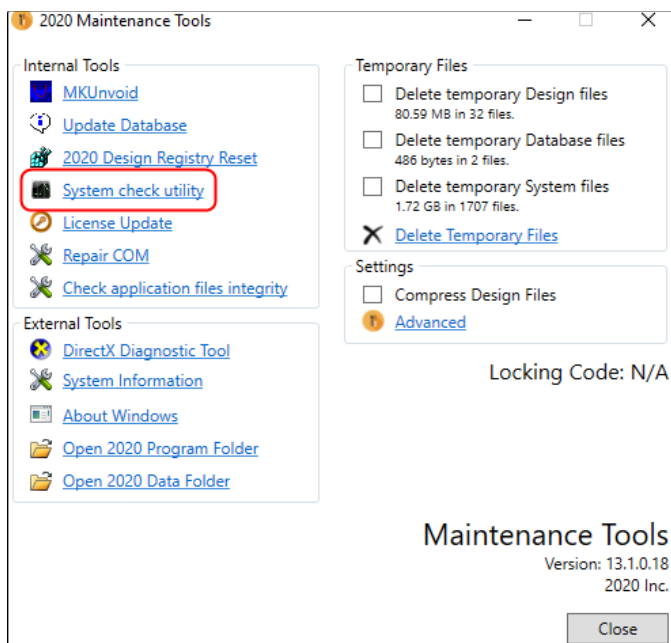 2020 Maintenance Tools
Internal Tools
MKUnvoid
Update Database
2020 Design Registry Reset
System check utility
License Update
Repair COM
Check application files integrity
External Tools
DirectX Diagnostic Tool
System Information
About Windows
Open 2020 Program Folder
Open 2020 Data Folder
Temporary Files
Delete temporary Design files
80.59 MB in 32 files.
Delete temporary Database files
486 bytes in 2 files.
Delete temporary System files
1.72 GB in 1707 files.
Delete Temporary Files
Settings
Compress Design Files
Advanced
Locking Code: N/A
Maintenance Tools
Version: 13.1.0.18
2020 Inc.
Close